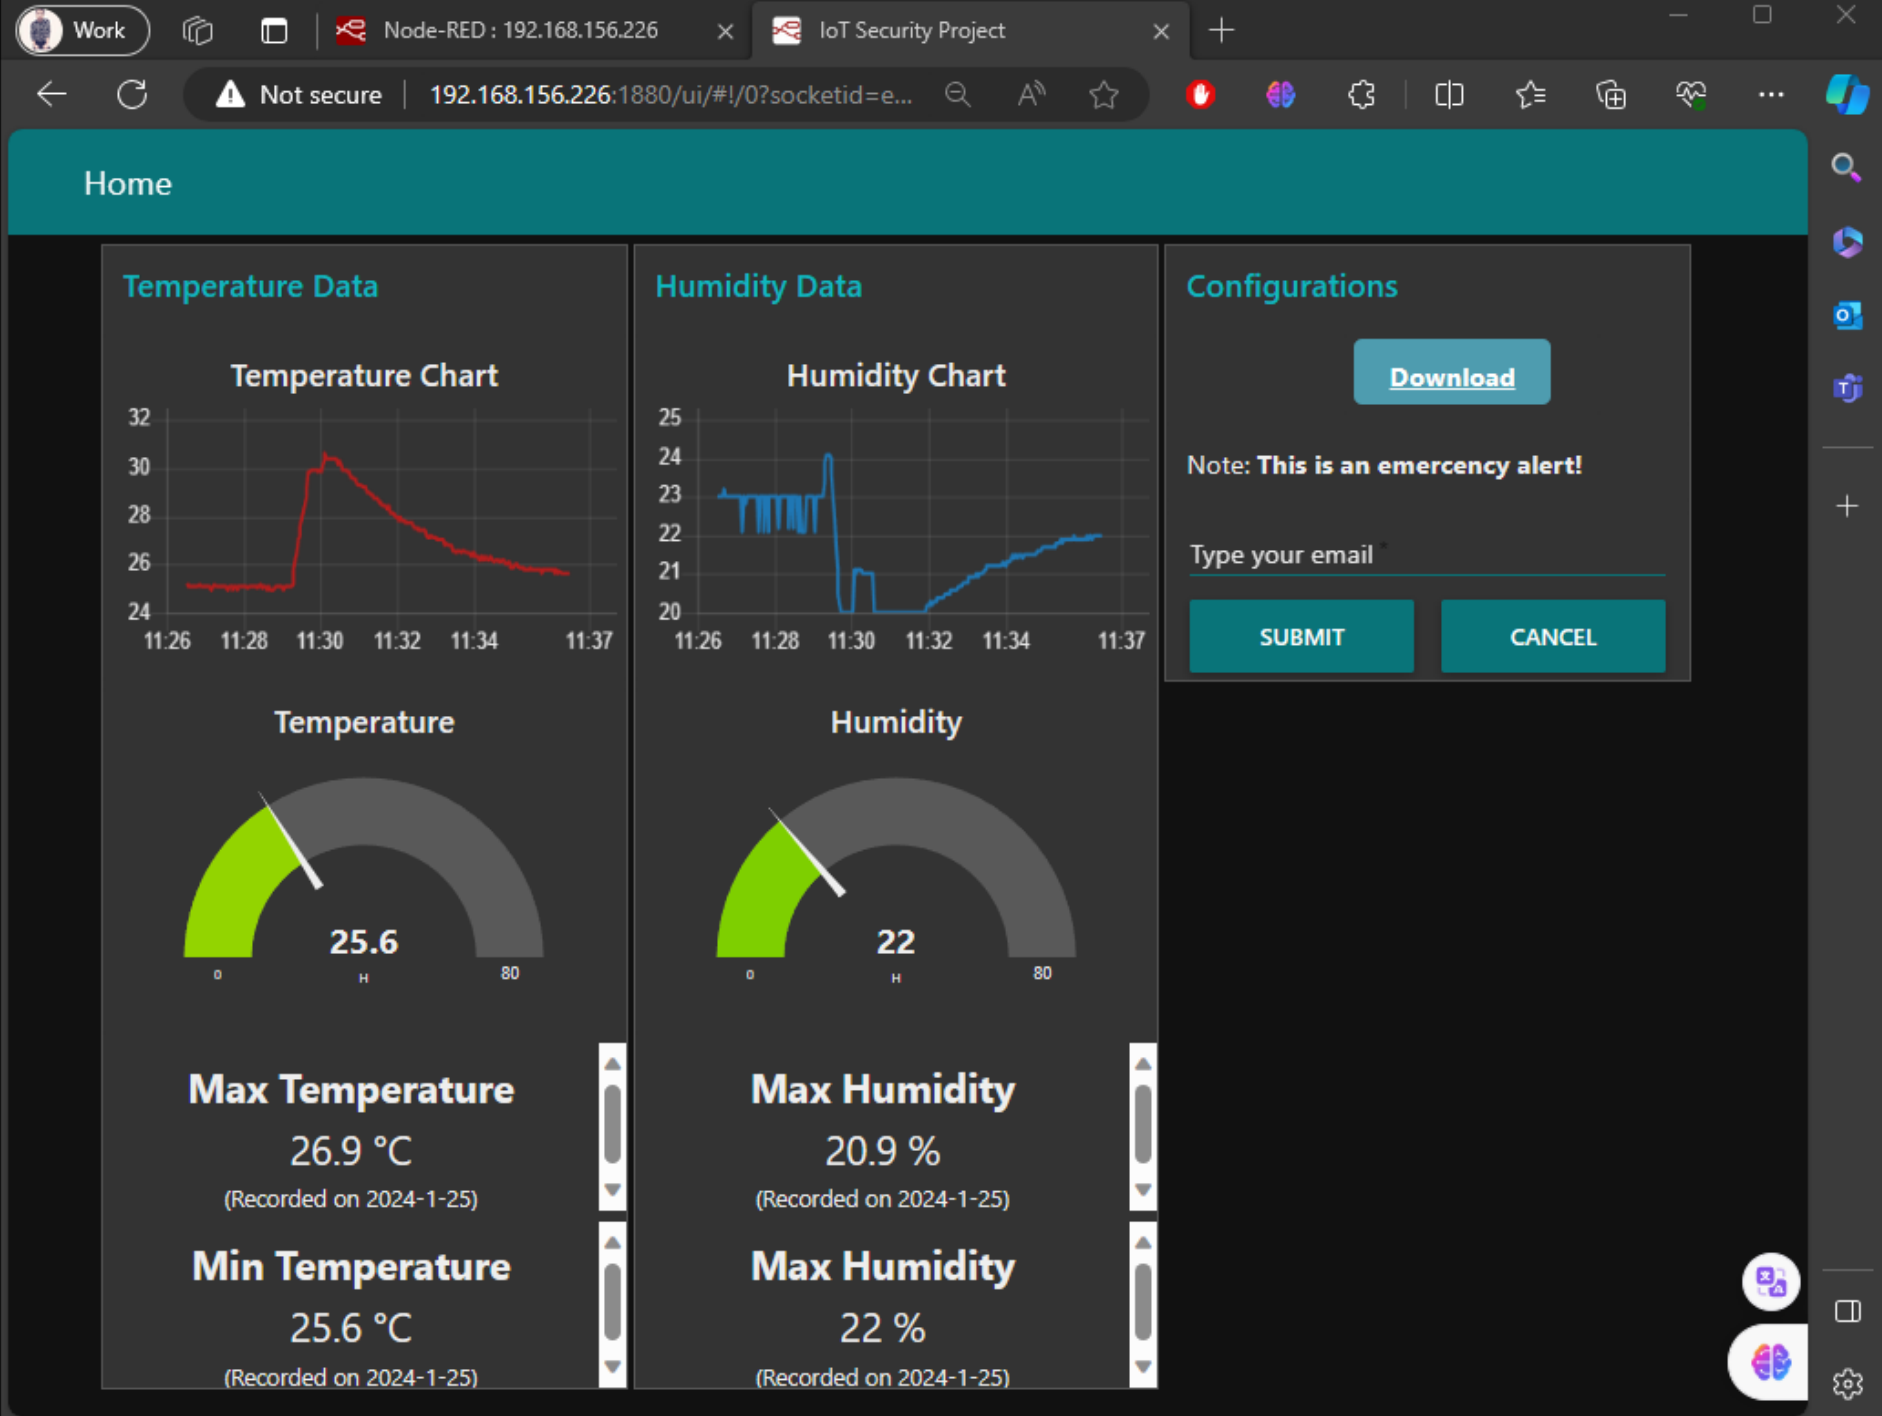 Work
Node-RED : 192.168.156.226
IoT Security Project
Not secure
192.168.156.226:1880/ui/#!/0?socketid=e...
Home
Temperature Data
Temperature Chart
32
30
28
26
24
11:26 11:28 11:30 11:32 11:34 11:37
Temperature
25.6
0 H 80
Max Temperature
26.9 °C
(Recorded on 2024-1-25)
Min Temperature
25.6 °C
(Recorded on 2024-1-25)
Humidity Data
Humidity Chart
25
24
23
22
21
20
11:26 11:28 11:30 11:32 11:34 11:37
Humidity
22
0 H 80
Max Humidity
20.9 %
(Recorded on 2024-1-25)
Max Humidity
22 %
(Recorded on 2024-1-25)
Configurations
Download
Note: This is an emercency alert!
Type your email *
SUBMIT CANCEL